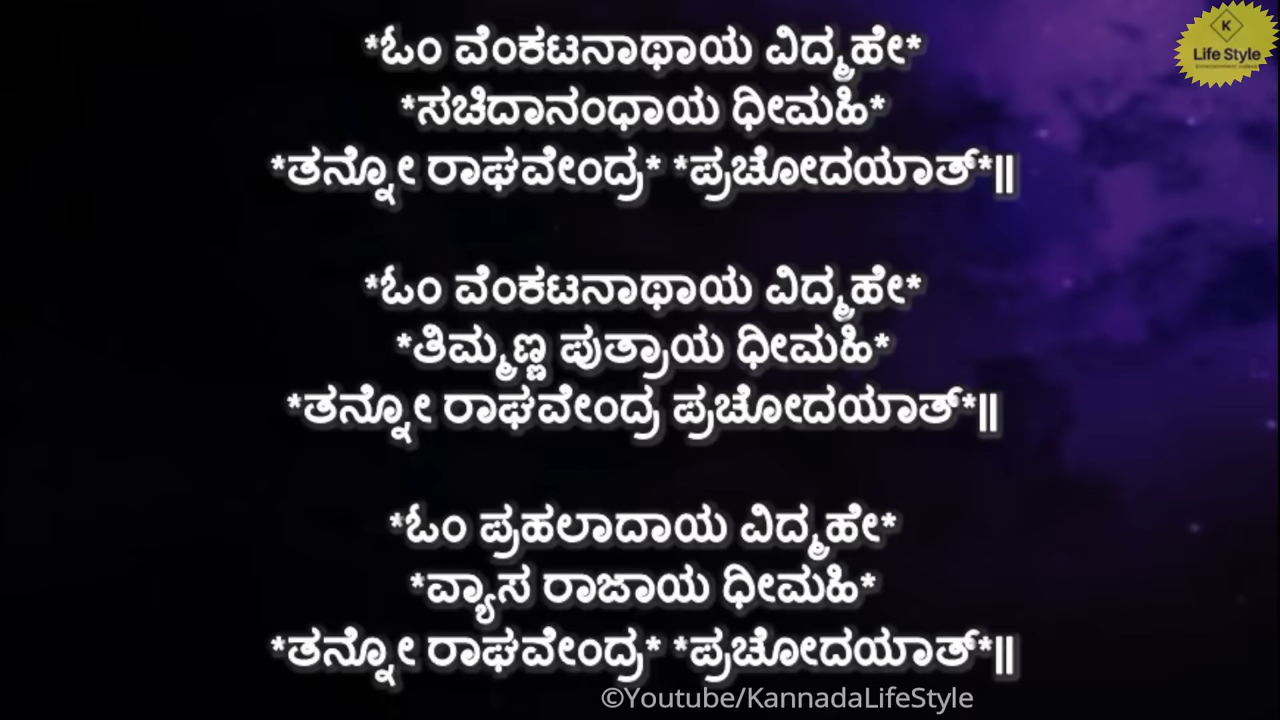 K
Life Style
*ಓಂ ವೆಂಕಟನಾಥಾಯ ವಿದ್ಮಹೇ*
*ಸಚಿದಾನಂಧಾಯ ಧೀಮಹಿ*
*ತನ್ನೋ ರಾಘವೇಂದ್ರ* *ಪ್ರಚೋದಯಾತ್*||
*ಓಂ ವೆಂಕಟನಾಥಾಯ ವಿದ್ಮಹೇ*
*ತಿಮ್ಮಣ್ಣ ಪುತ್ರಾಯ ಧೀಮಹಿ*
*ತನ್ನೋ ರಾಘವೇಂದ್ರ ಪ್ರಚೋದಯಾತ್*||
*ಓಂ ಪ್ರಹಲಾದಾಯ ವಿದ್ಮಹೇ*
*ವ್ಯಾಸ ರಾಜಾಯ ಧೀಮಹಿ*
*ತನ್ನೋ ರಾಘವೇಂದ್ರ* *ಪ್ರಚೋದಯಾತ್*||
©Youtube/KannadaLifeStyle